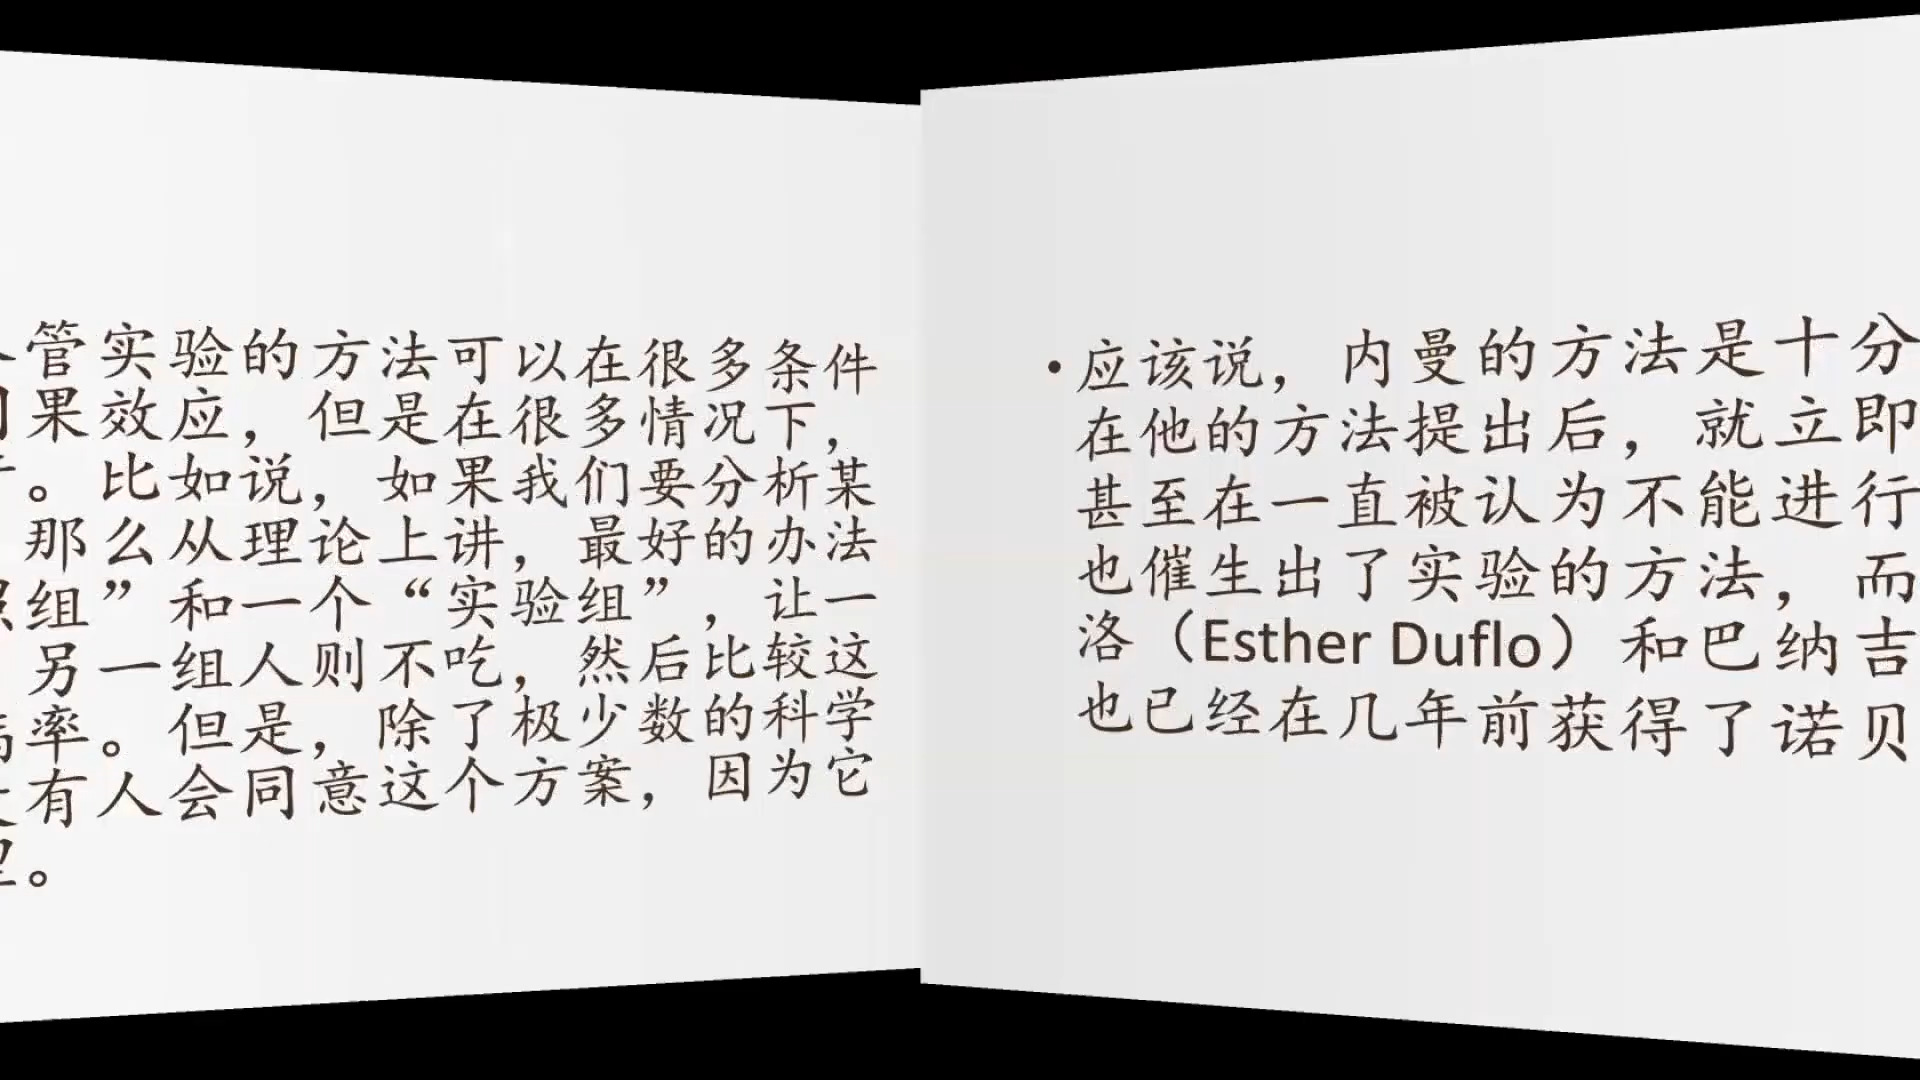 管实验的方法可以在很多条件
果效应，但是在很多情况下，
。比如说，如果我们要分析某
那么从理论上讲，最好的办法
组”和一个“实验组”，让一
另一组人则不吃，然后比较这
率。但是，除了极少数的科学
有人会同意这个方案，因为它
。
•应该说，内曼的方法是十分
在他的方法提出后，就立即
甚至在一直被认为不能进行
也催生出了实验的方法，而
洛（Esther Duflo）和巴纳吉
也已经在几年前获得了诺贝